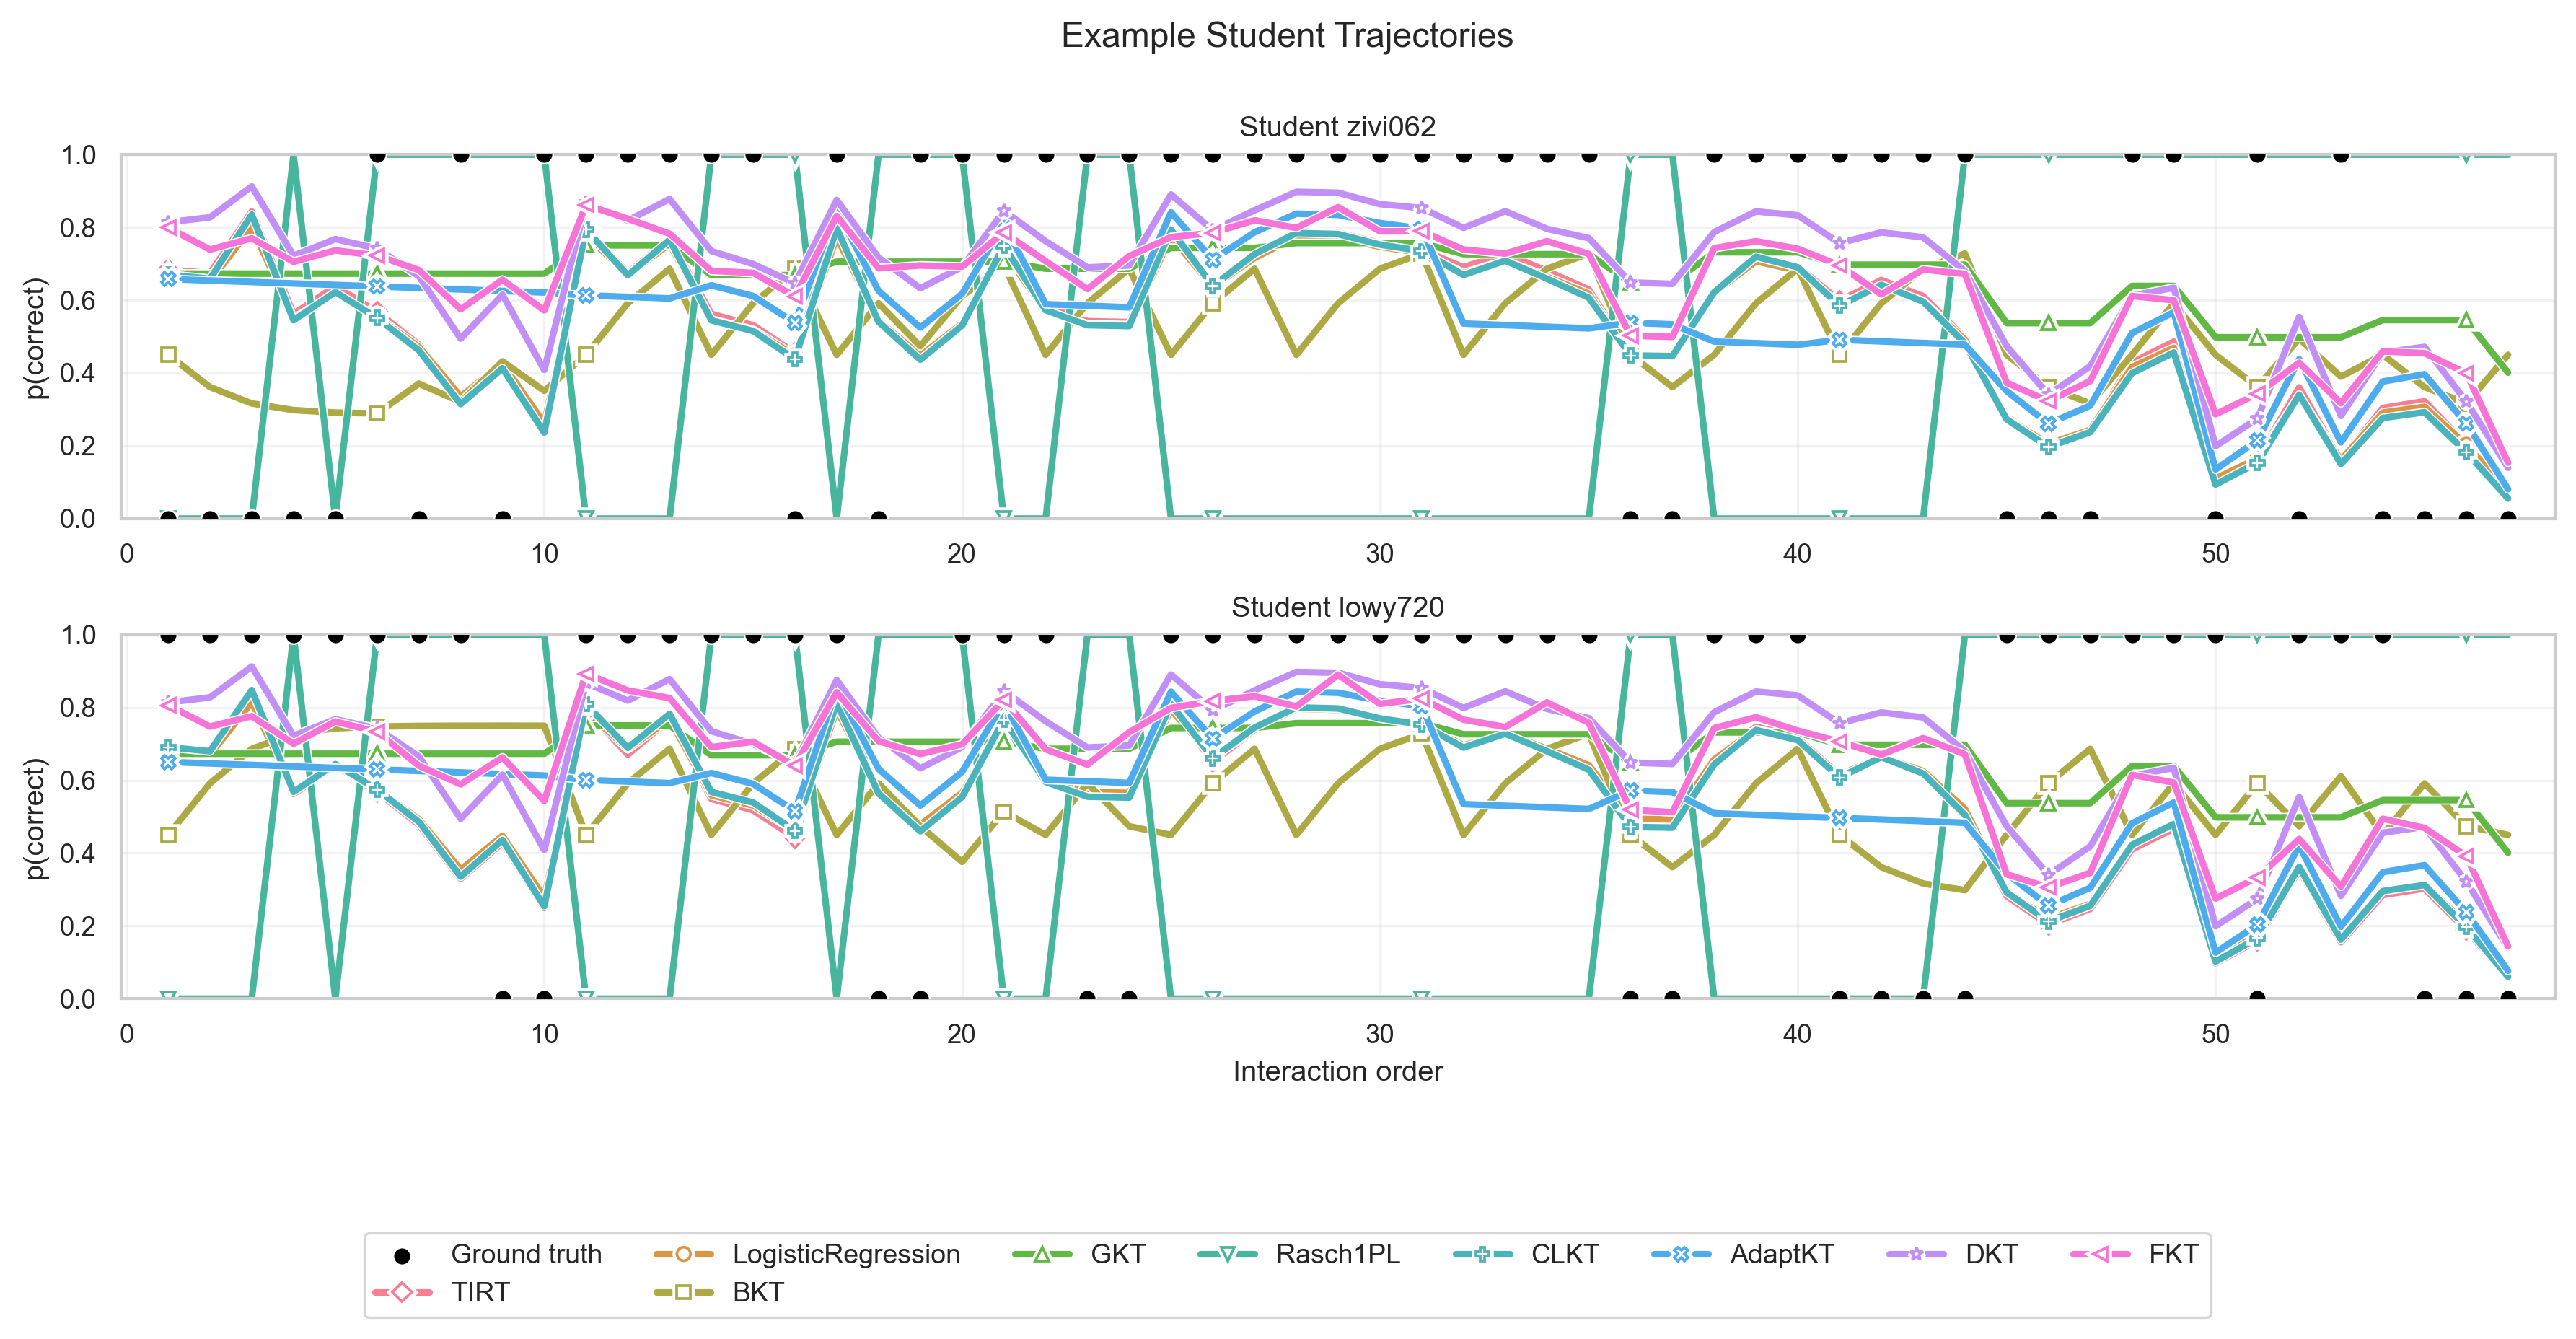 Example Student Trajectories
Student zivi062
p(correct)
1.0
0.8
0.6
0.4
0.2
0.0
0 10 20 30 40 50
Student lowy720
p(correct)
1.0
0.8
0.6
0.4
0.2
0.0
0 10 20 30 40 50
Interaction order
Ground truth LogisticRegression GKT Rasch1PL CLKT AdaptKT DKT FKT
TIRT BKT